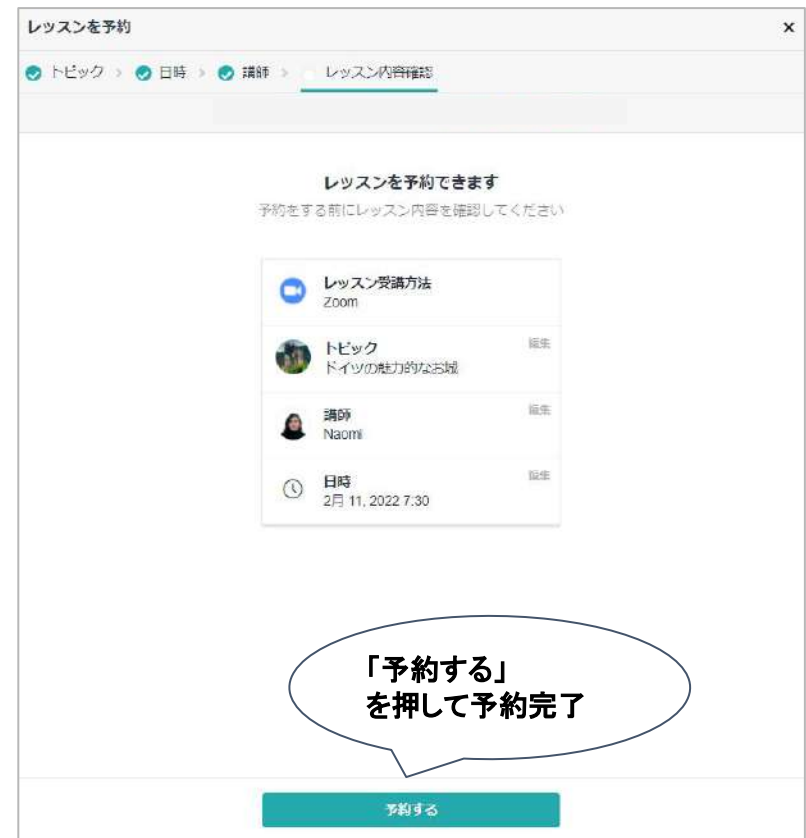 レッスンを予約 ×
トピック > 日時 > 講師 > レッスン内容確認
レッスンを予約できます
予約をする前にレッスン内容を確認してください
レッスン受講方法
Zoom
トピック 編集
ドイツの魅力的なお城
講師 編集
Naomi
日時 編集
2月 11, 2022 7:30
「予約する」
を押して予約完了
予約する